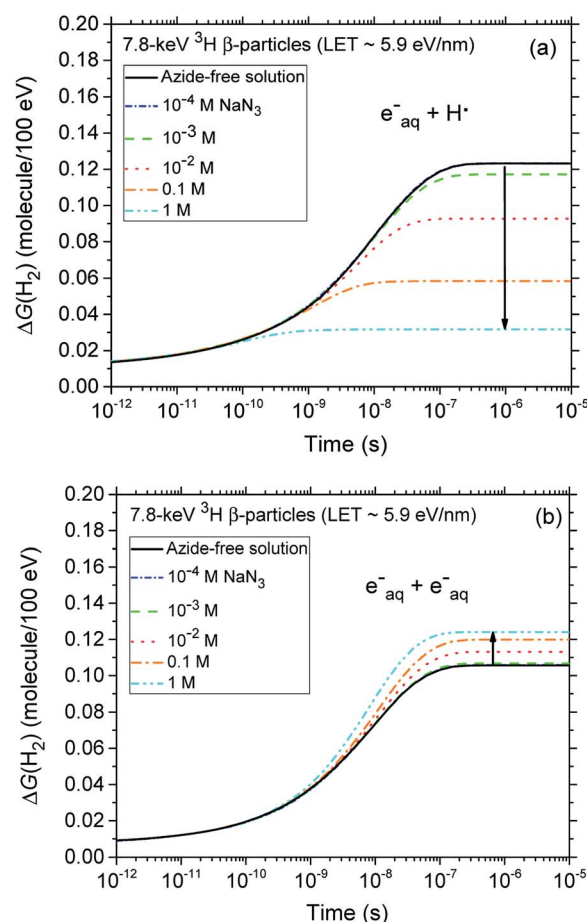 7.8-keV ³H β-particles (LET ~ 5.9 eV/nm)
(a)
Azide-free solution
10⁻⁴ M NaN₃
10⁻³ M
10⁻² M
0.1 M
1 M
e⁻aq + H•
ΔG(H₂) (molecule/100 eV)
0.20
0.18
0.16
0.14
0.12
0.10
0.08
0.06
0.04
0.02
0.00
10⁻¹² 10⁻¹¹ 10⁻¹⁰ 10⁻⁹ 10⁻⁸ 10⁻⁷ 10⁻⁶ 10⁻⁵
Time (s)
7.8-keV ³H β-particles (LET ~ 5.9 eV/nm)
(b)
Azide-free solution
10⁻⁴ M NaN₃
10⁻³ M
10⁻² M
0.1 M
1 M
e⁻aq + e⁻aq
ΔG(H₂) (molecule/100 eV)
0.20
0.18
0.16
0.14
0.12
0.10
0.08
0.06
0.04
0.02
0.00
10⁻¹² 10⁻¹¹ 10⁻¹⁰ 10⁻⁹ 10⁻⁸ 10⁻⁷ 10⁻⁶ 10⁻⁵
Time (s)